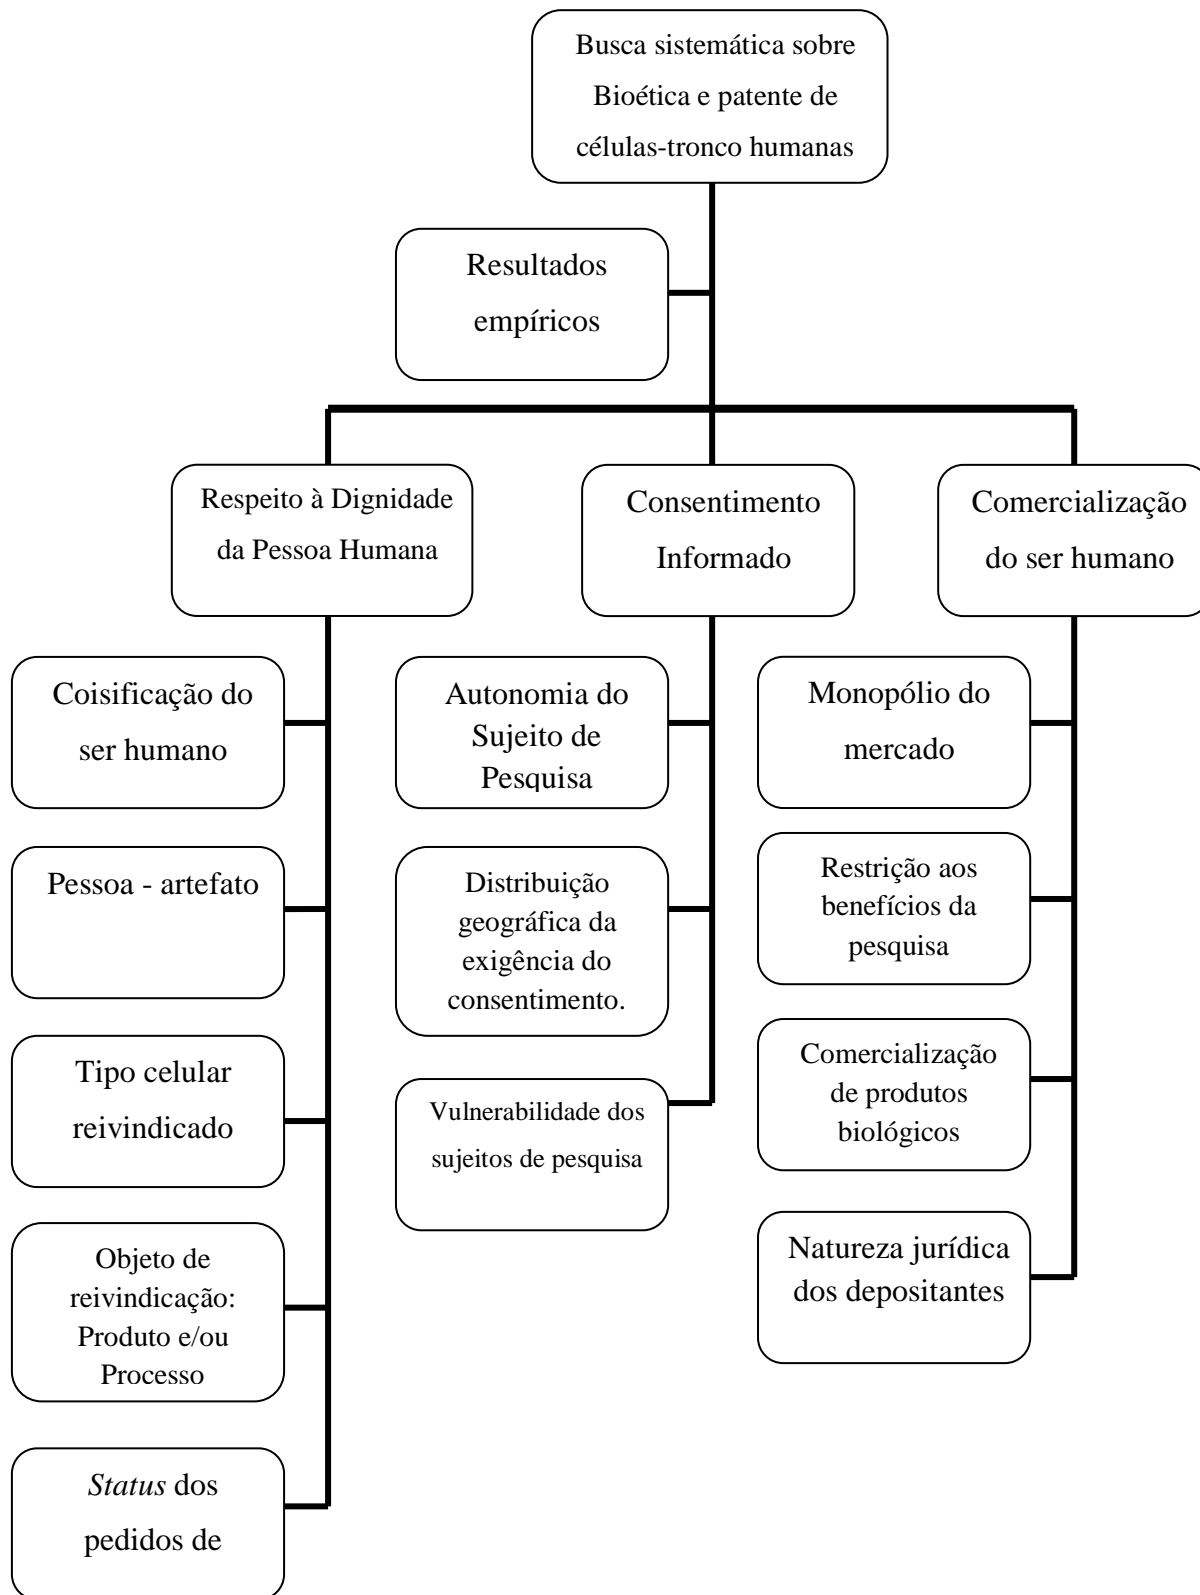 Busca sistemática sobre
Bioética e patente de
células-tronco humanas
Resultados
empíricos
Respeito à Dignidade
da Pessoa Humana
Consentimento
Informado
Comercialização
do ser humano
Coisificação do
ser humano
Pessoa - artefato
Tipo celular
reivindicado
Objeto de
reivindicação:
Produto e/ou
Processo
Status dos
pedidos de
Autonomia do
Sujeito de
Pesquisa
Distribuição
geográfica da
exigência do
consentimento.
Vulnerabilidade dos
sujeitos de pesquisa
Monopólio do
mercado
Restrição aos
benefícios da
pesquisa
Comercialização
de produtos
biológicos
Natureza jurídica
dos depositantes